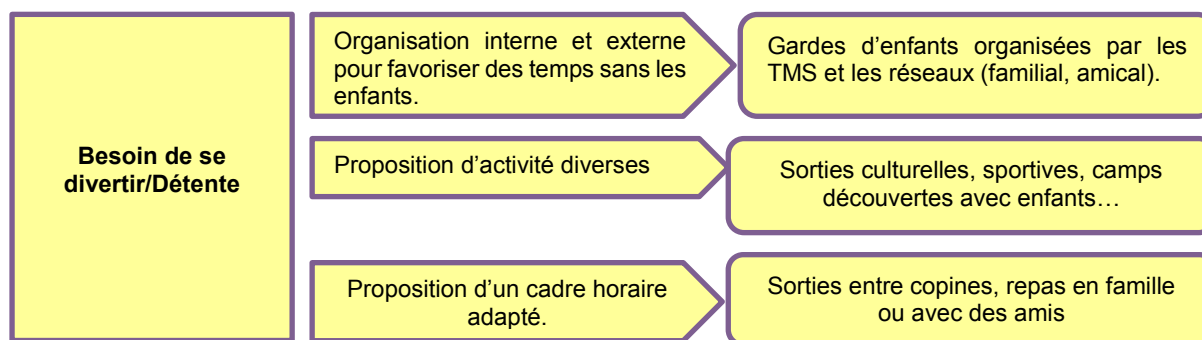 Besoin de se
divertir/Détente
Organisation interne et externe
pour favoriser des temps sans les
enfants.
Gardes d’enfants organisées par les
TMS et les réseaux (familial, amical).
Proposition d’activité diverses
Sorties culturelles, sportives, camps
découvertes avec enfants…
Proposition d’un cadre horaire
adapté.
Sorties entre copines, repas en famille
ou avec des amis